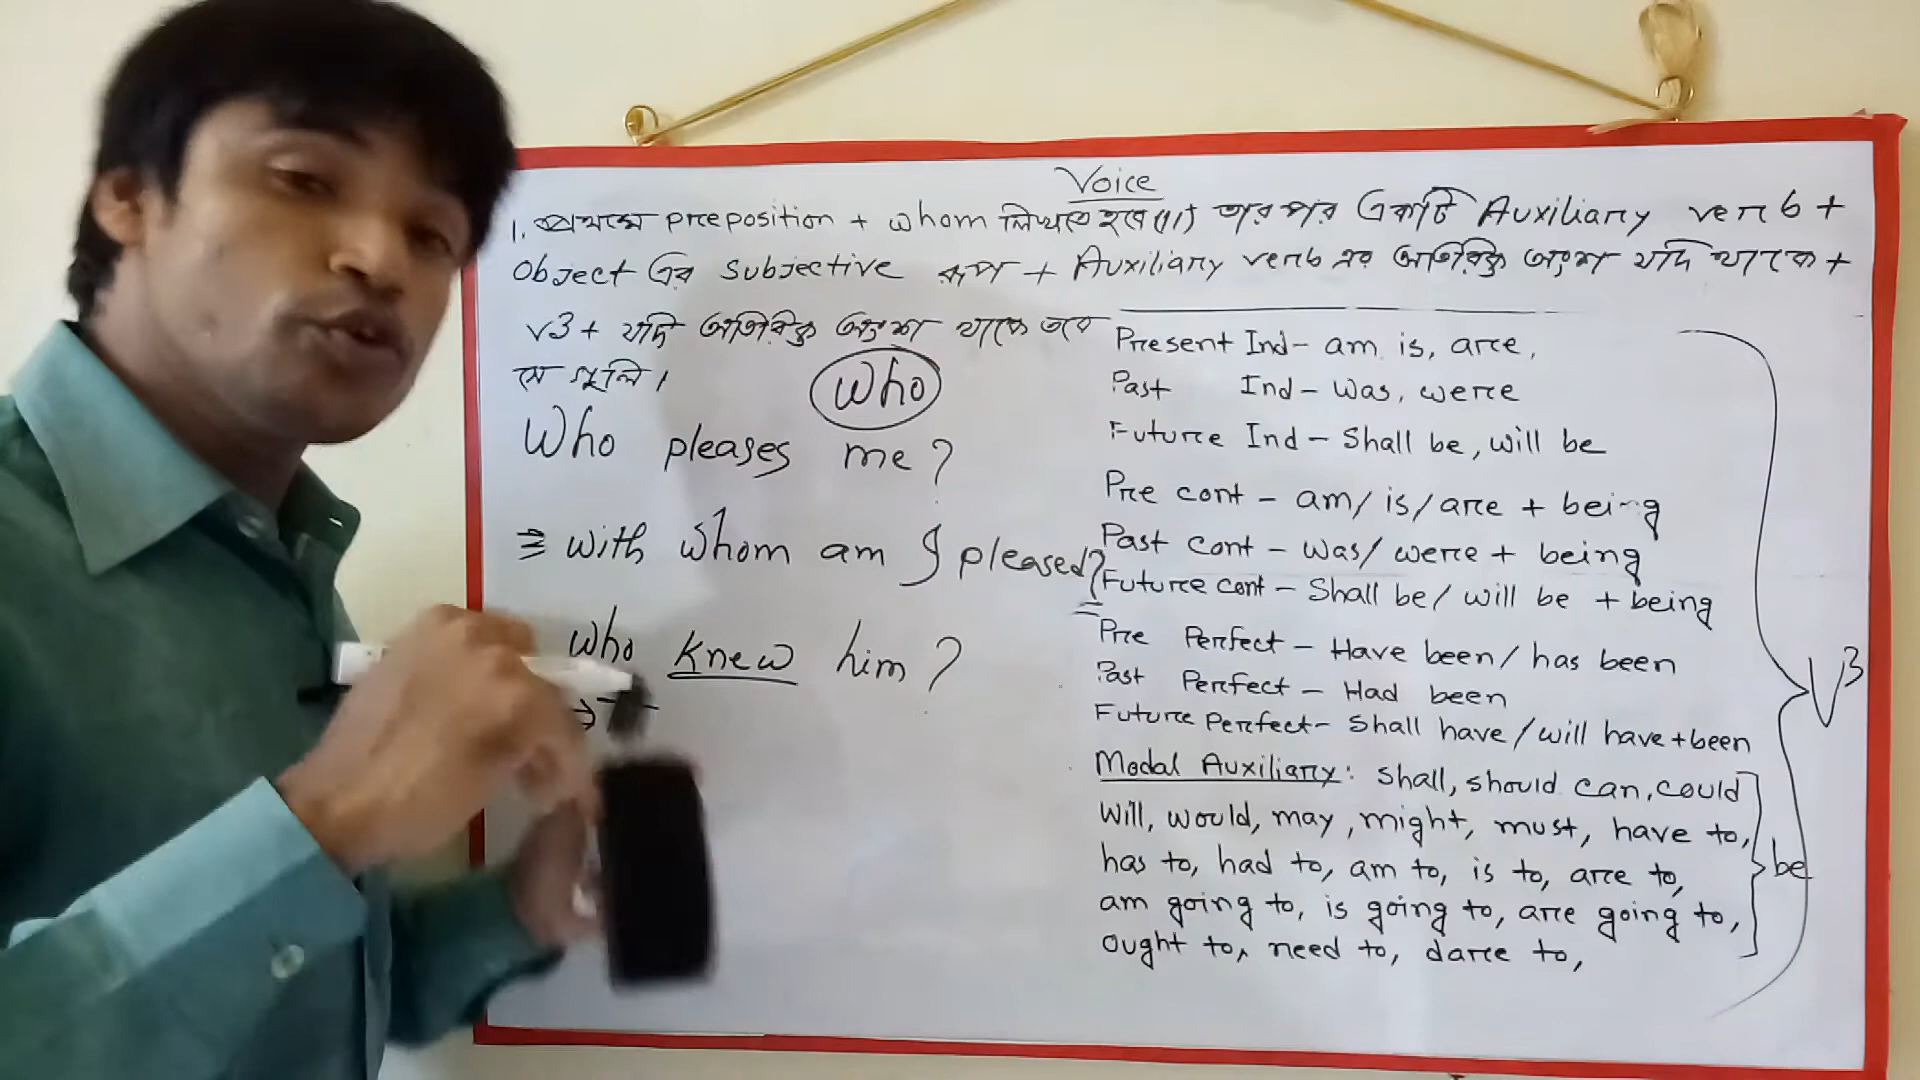 Voice
1. প্রথমে preposition + whom লিখতে হবে (।) তার পর একটি Auxiliary verb +
Object এর subjective রূপ + Auxiliary verb এর অতিরিক্ত অংশ যদি থাকে +
v3 + যদি অতিরিক্ত অংশ থাকে তবে
সে গুলি।
Who
Who pleases me?
⇒ with whom am I pleased?
who knew him?
→
Present Ind - am, is, are,
Past Ind - was, were
Future Ind - Shall be, will be
Pre cont - am/ is/ are + being
Past cont - was/ were + being
Future cont - Shall be/ will be + being
Pre Perfect - Have been/ has been
Past Perfect - Had been
Future Perfect - Shall have / will have + been
Modal Auxiliary: shall, should can, could
will, would, may, might, must, have to,
has to, had to, am to, is to, are to,
am going to, is going to, are going to,
ought to, need to, dare to,
be
V3